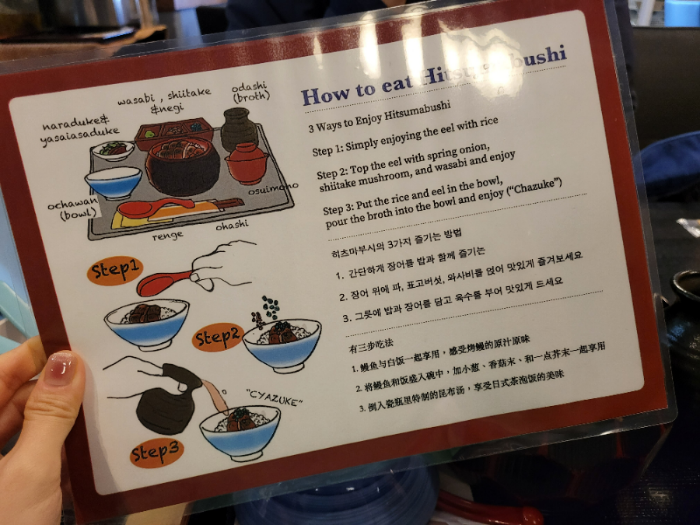 How to eat Hitsumabushi
3 Ways to Enjoy Hitsumabushi
Step 1: Simply enjoying the eel with rice
Step 2: Top the eel with spring onion,
shiitake mushroom, and wasabi and enjoy
Step 3: Put the rice and eel in the bowl,
pour the broth into the bowl and enjoy ("Chazuke")
히츠마부시의 3가지 즐기는 방법
1. 간단하게 장어를 밥과 함께 즐기는
2. 장어 위에 파, 표고버섯, 와사비를 얹어 맛있게 즐겨보세요
3. 그릇에 밥과 장어를 담고 육수를 부어 맛있게 드세요
有三步吃法
1. 鳗鱼与白饭一起享用，感受烤鳗的原汁原味
2. 将鳗鱼和饭盛入碗中，加小葱、香菇末、和一点芥末一起享用
3. 倒入瓷瓶里特制的昆布汤，享受日式茶泡饭的美味
naraduke&
yasaiasaduke
wasabi , shiitake
&negi
odashi
(broth)
ochawan
(bowl)
osuimono
renge
ohashi
Step1
Step2
"CYAZUKE"
Step3